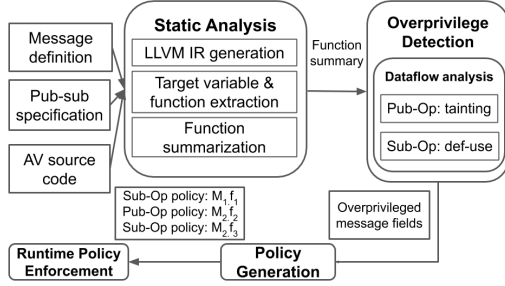 Message
definition
Pub-sub
specification
AV source
code
Static Analysis
LLVM IR generation
Target variable &
function extraction
Function
summarization
Function
summary
Overprivilege
Detection
Dataflow analysis
Pub-Op: tainting
Sub-Op: def-use
Sub-Op policy: M₁.f₁
Pub-Op policy: M₂.f₂
Sub-Op policy: M₂.f₃
Overprivileged
message fields
Runtime Policy
Enforcement
Policy
Generation